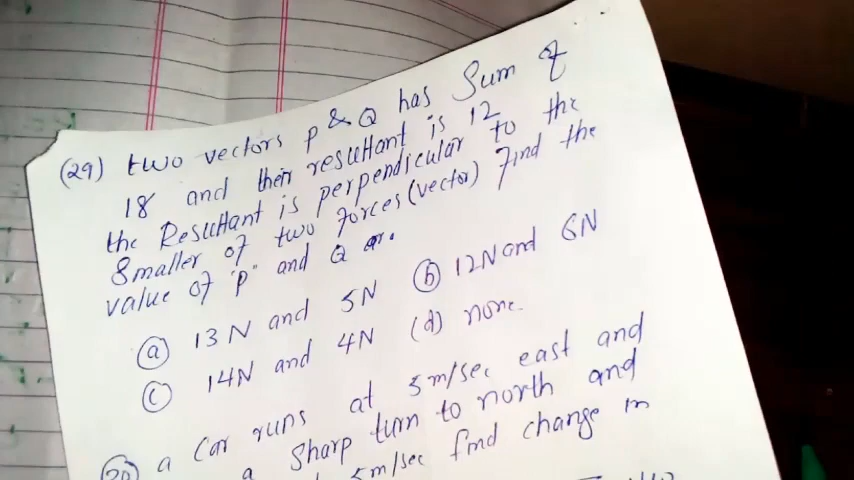 (29) two vectors P & Q has Sum of
18 and their resultant is 12
the Resultant is perpendicular to the
Smaller of two forces (vector) find the
value of "P" and Q ar.
(a) 13 N and 5N (b) 12N and 6N
(c) 14N and 4N (d) none.
a Car runs at 5m/sec east and
a Sharp turn to north and
5m/sec find change in